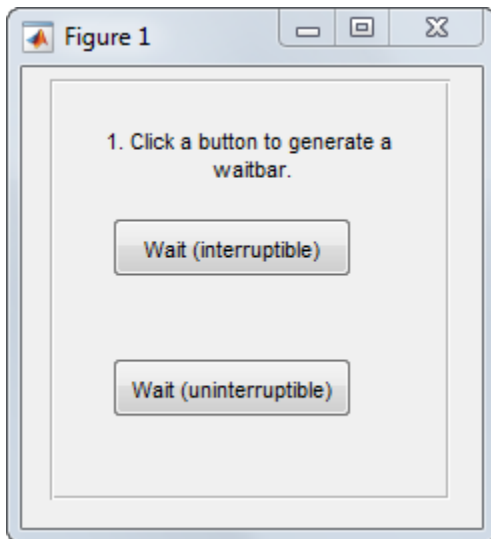 Figure 1
1. Click a button to generate a
waitbar.
Wait (interruptible)
Wait (uninterruptible)